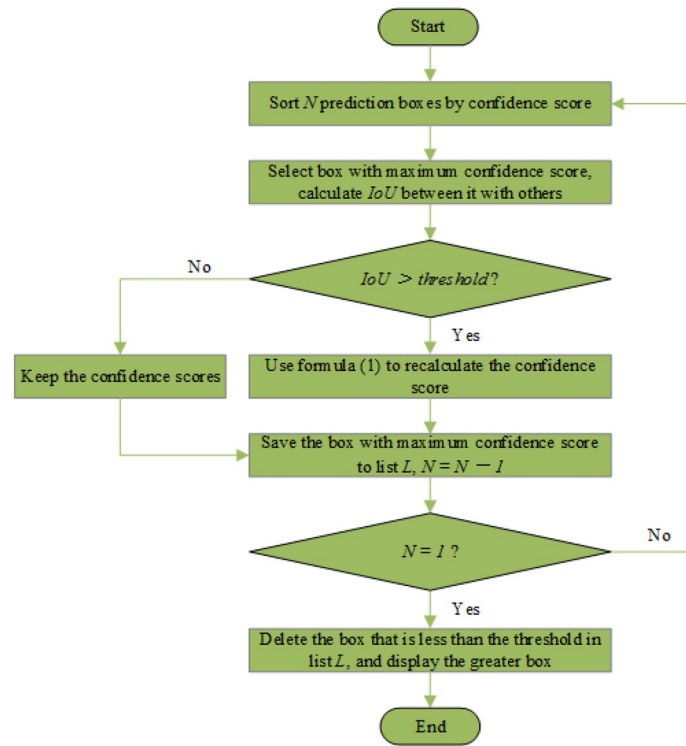 Start
Sort N prediction boxes by confidence score
Select box with maximum confidence score,
calculate IoU between it with others
No
IoU > threshold?
Yes
Keep the confidence scores
Use formula (1) to recalculate the confidence
score
Save the box with maximum confidence score
to list L, N = N − 1
N = 1 ?
No
Yes
Delete the box that is less than the threshold in
list L, and display the greater box
End